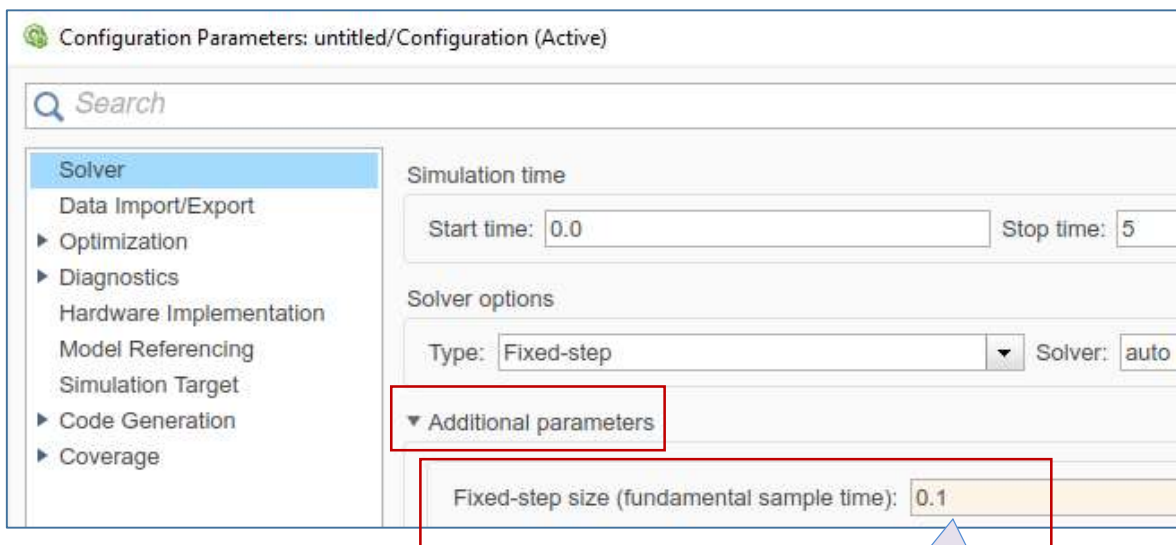 Configuration Parameters: untitled/Configuration (Active)
Search
Solver
Data Import/Export
Optimization
Diagnostics
Hardware Implementation
Model Referencing
Simulation Target
Code Generation
Coverage
Simulation time
Start time: 0.0 Stop time: 5
Solver options
Type: Fixed-step Solver: auto
Additional parameters
Fixed-step size (fundamental sample time): 0.1